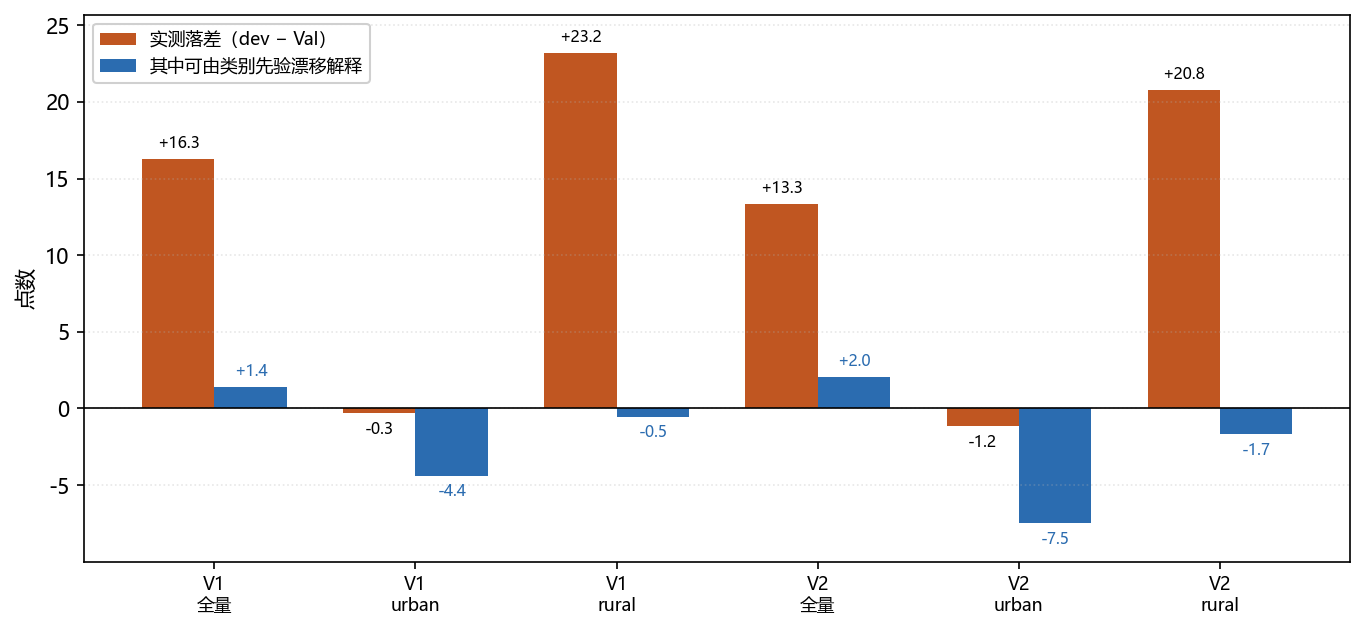 实测落差（dev − Val）
其中可由类别先验漂移解释
点数
25
20
15
10
5
0
-5
+16.3
+1.4
-0.3
-4.4
+23.2
-0.5
+13.3
+2.0
-1.2
-7.5
+20.8
-1.7
V1
全量
V1
urban
V1
rural
V2
全量
V2
urban
V2
rural